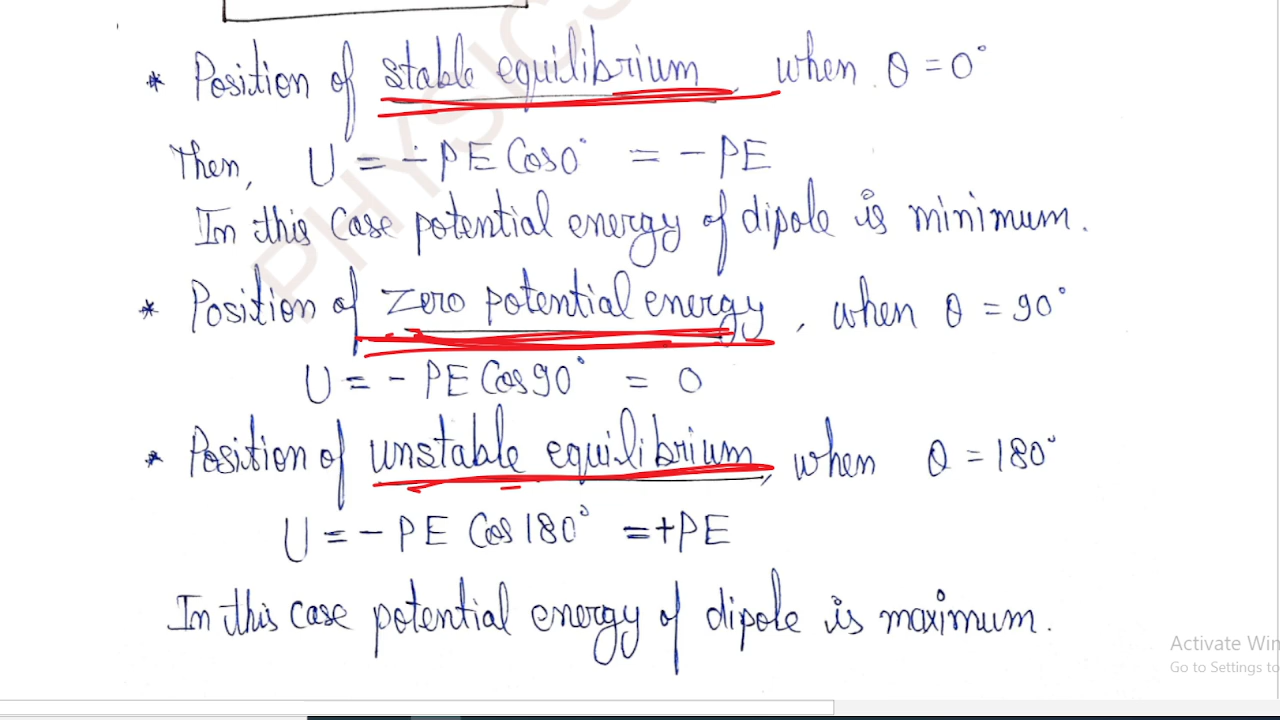 * Position of stable equilibrium, when θ = 0°
Then, U = - PE Cos0° = - PE
In this case potential energy of dipole is minimum.
* Position of Zero potential energy, when θ = 90°
U = - PE Cos90° = 0
* Position of unstable equilibrium, when θ = 180°
U = - PE Cos180° = +PE
In this case potential energy of dipole is maximum.
PHYSICS
Activate Win
Go to Settings to